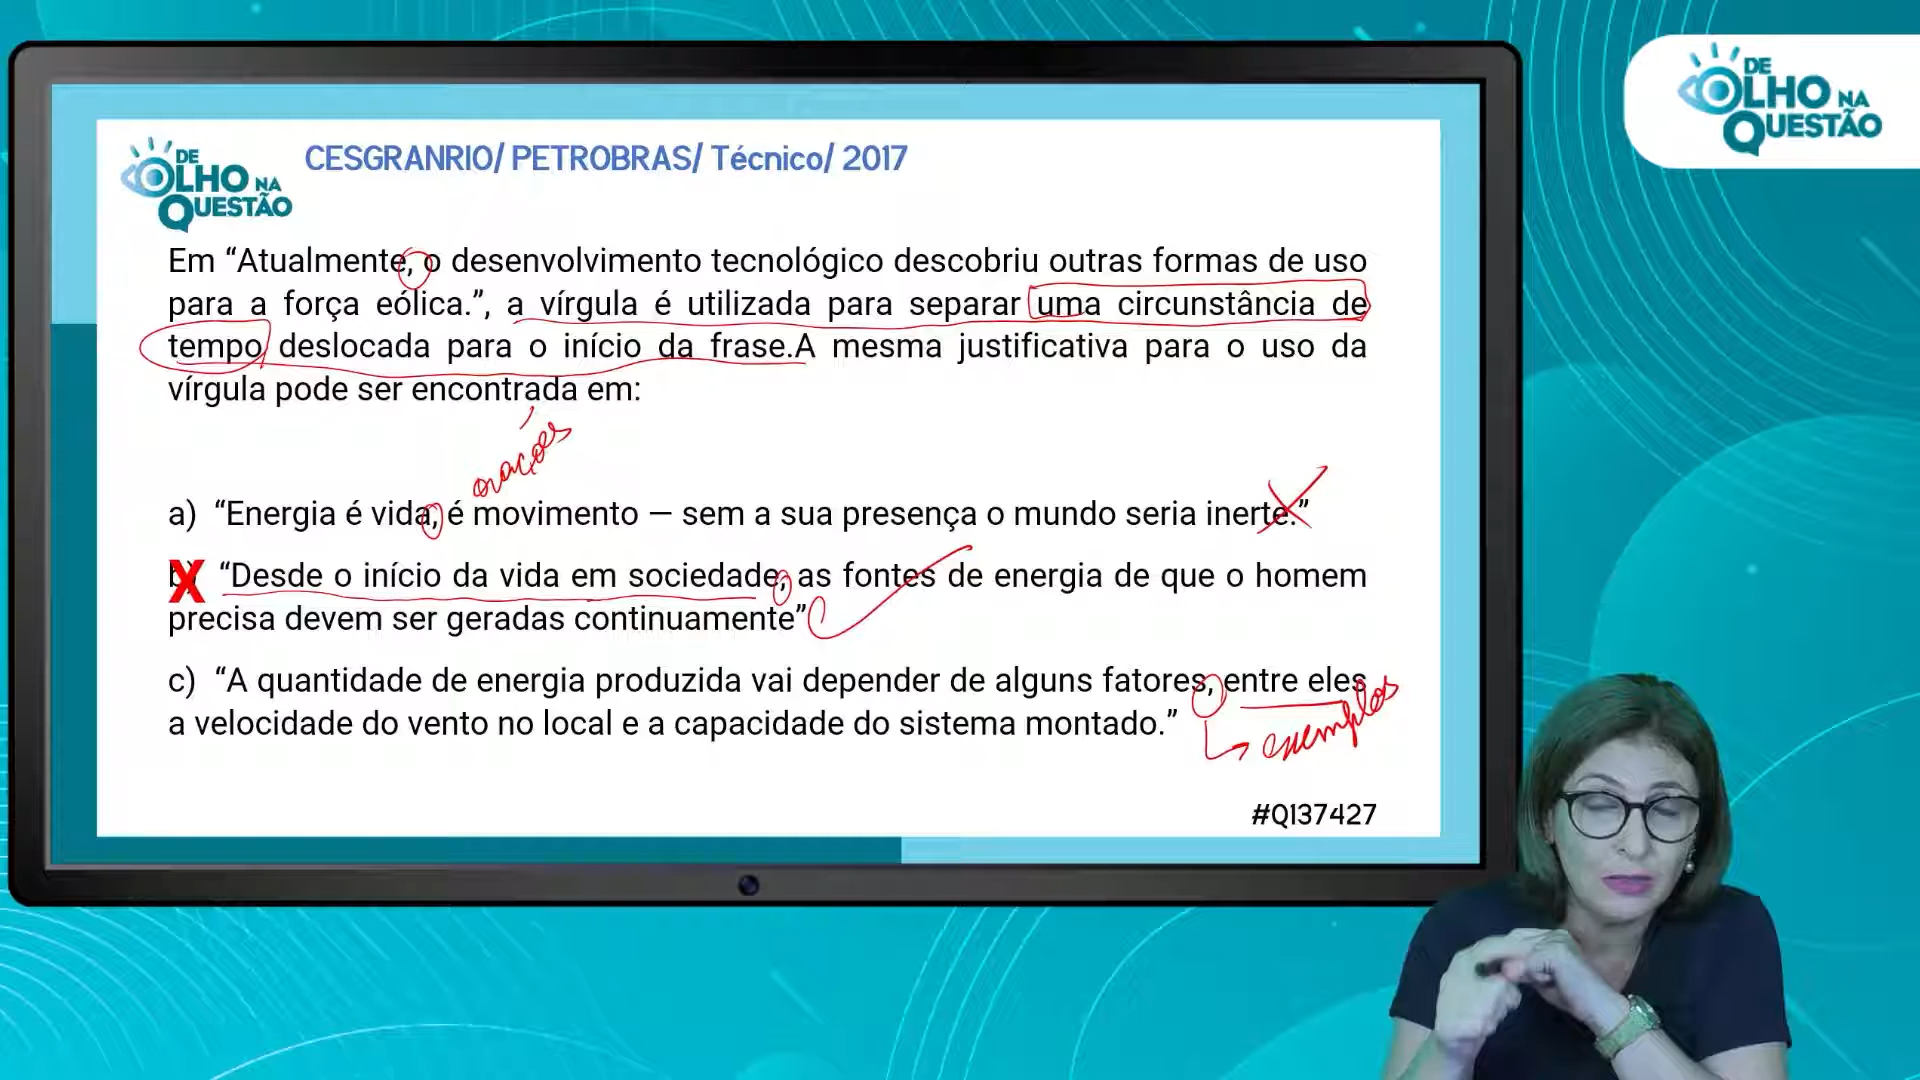 DE
OLHO NA
QUESTÃO
DE
OLHO NA
QUESTÃO
CESGRANRIO/ PETROBRAS/ Técnico/ 2017
Em “Atualmente, o desenvolvimento tecnológico descobriu outras formas de uso
para a força eólica.”, a vírgula é utilizada para separar uma circunstância de
tempo deslocada para o início da frase.A mesma justificativa para o uso da
vírgula pode ser encontrada em:
orações
a) “Energia é vida, é movimento — sem a sua presença o mundo seria inerte.”
b) “Desde o início da vida em sociedade, as fontes de energia de que o homem
precisa devem ser geradas continuamente”
c) “A quantidade de energia produzida vai depender de alguns fatores, entre eles
a velocidade do vento no local e a capacidade do sistema montado.”
exemplos
#Q137427